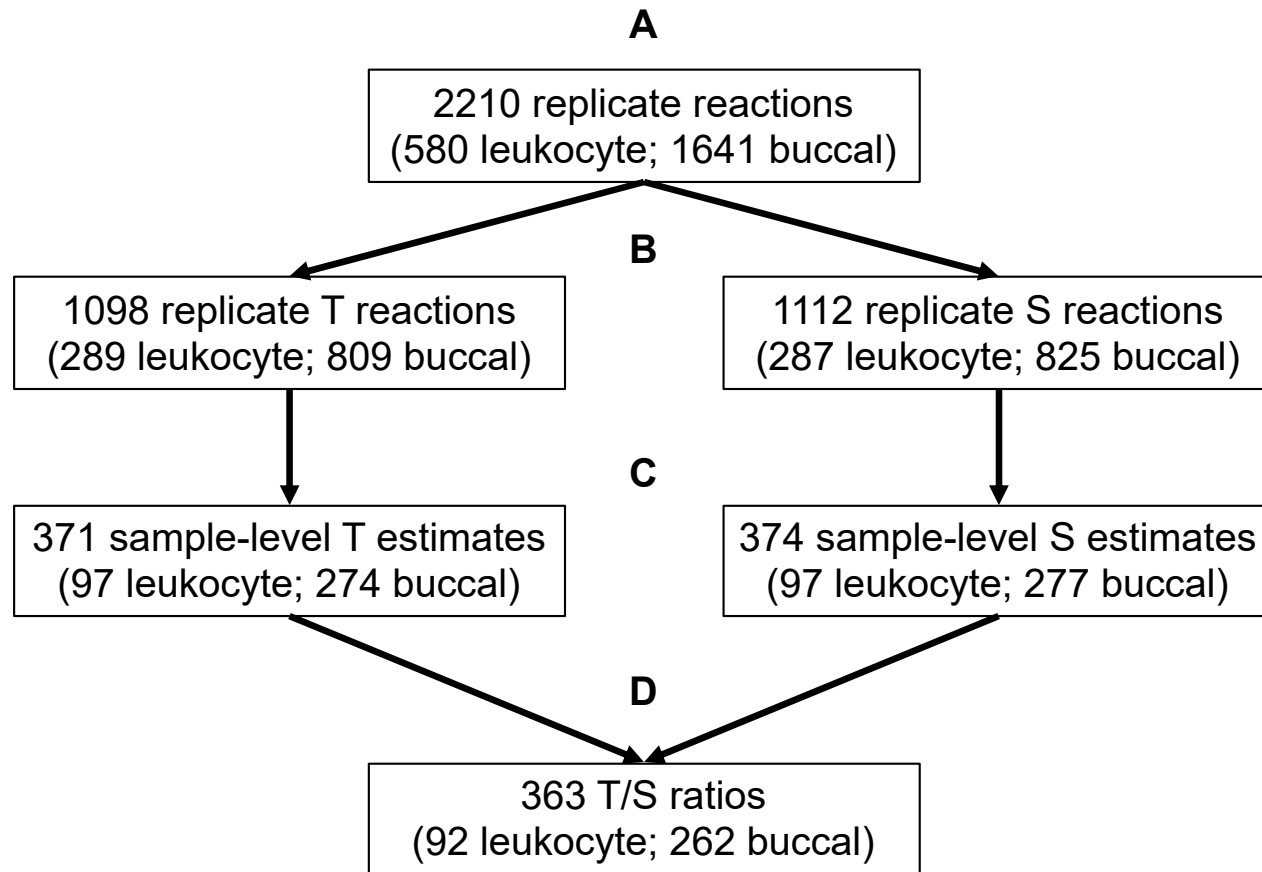 A
2210 replicate reactions
(580 leukocyte; 1641 buccal)
B
1098 replicate T reactions
(289 leukocyte; 809 buccal)
1112 replicate S reactions
(287 leukocyte; 825 buccal)
C
371 sample-level T estimates
(97 leukocyte; 274 buccal)
374 sample-level S estimates
(97 leukocyte; 277 buccal)
D
363 T/S ratios
(92 leukocyte; 262 buccal)